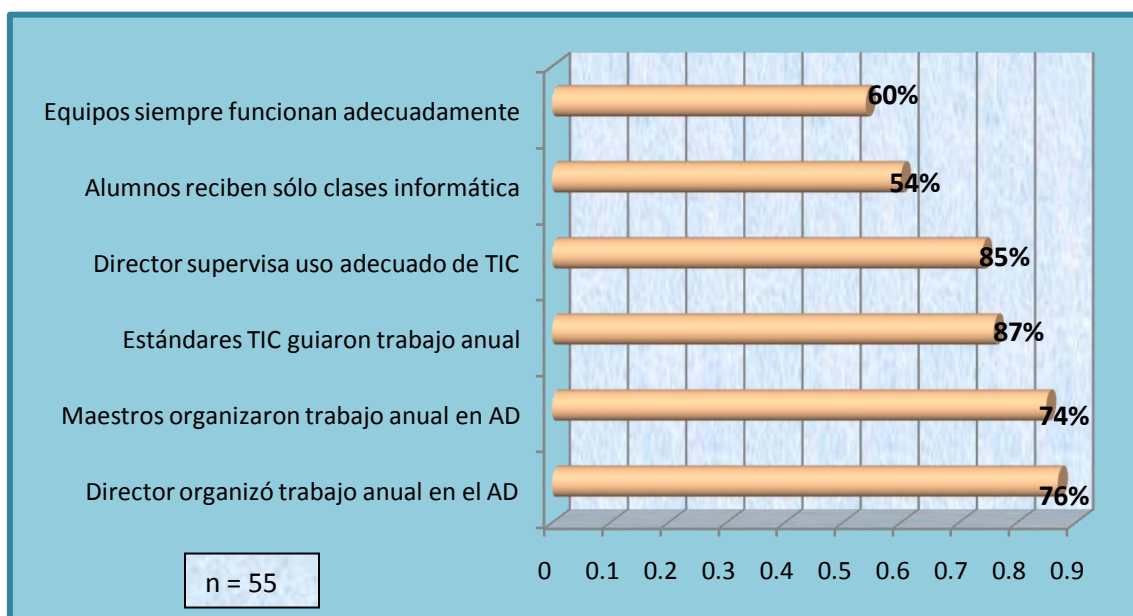 Equipos siempre funcionan adecuadamente 60%
Alumnos reciben sólo clases informática 54%
Director supervisa uso adecuado de TIC 85%
Estándares TIC guiaron trabajo anual 87%
Maestros organizaron trabajo anual en AD 74%
Director organizó trabajo anual en el AD 76%
0 0.1 0.2 0.3 0.4 0.5 0.6 0.7 0.8 0.9
n = 55